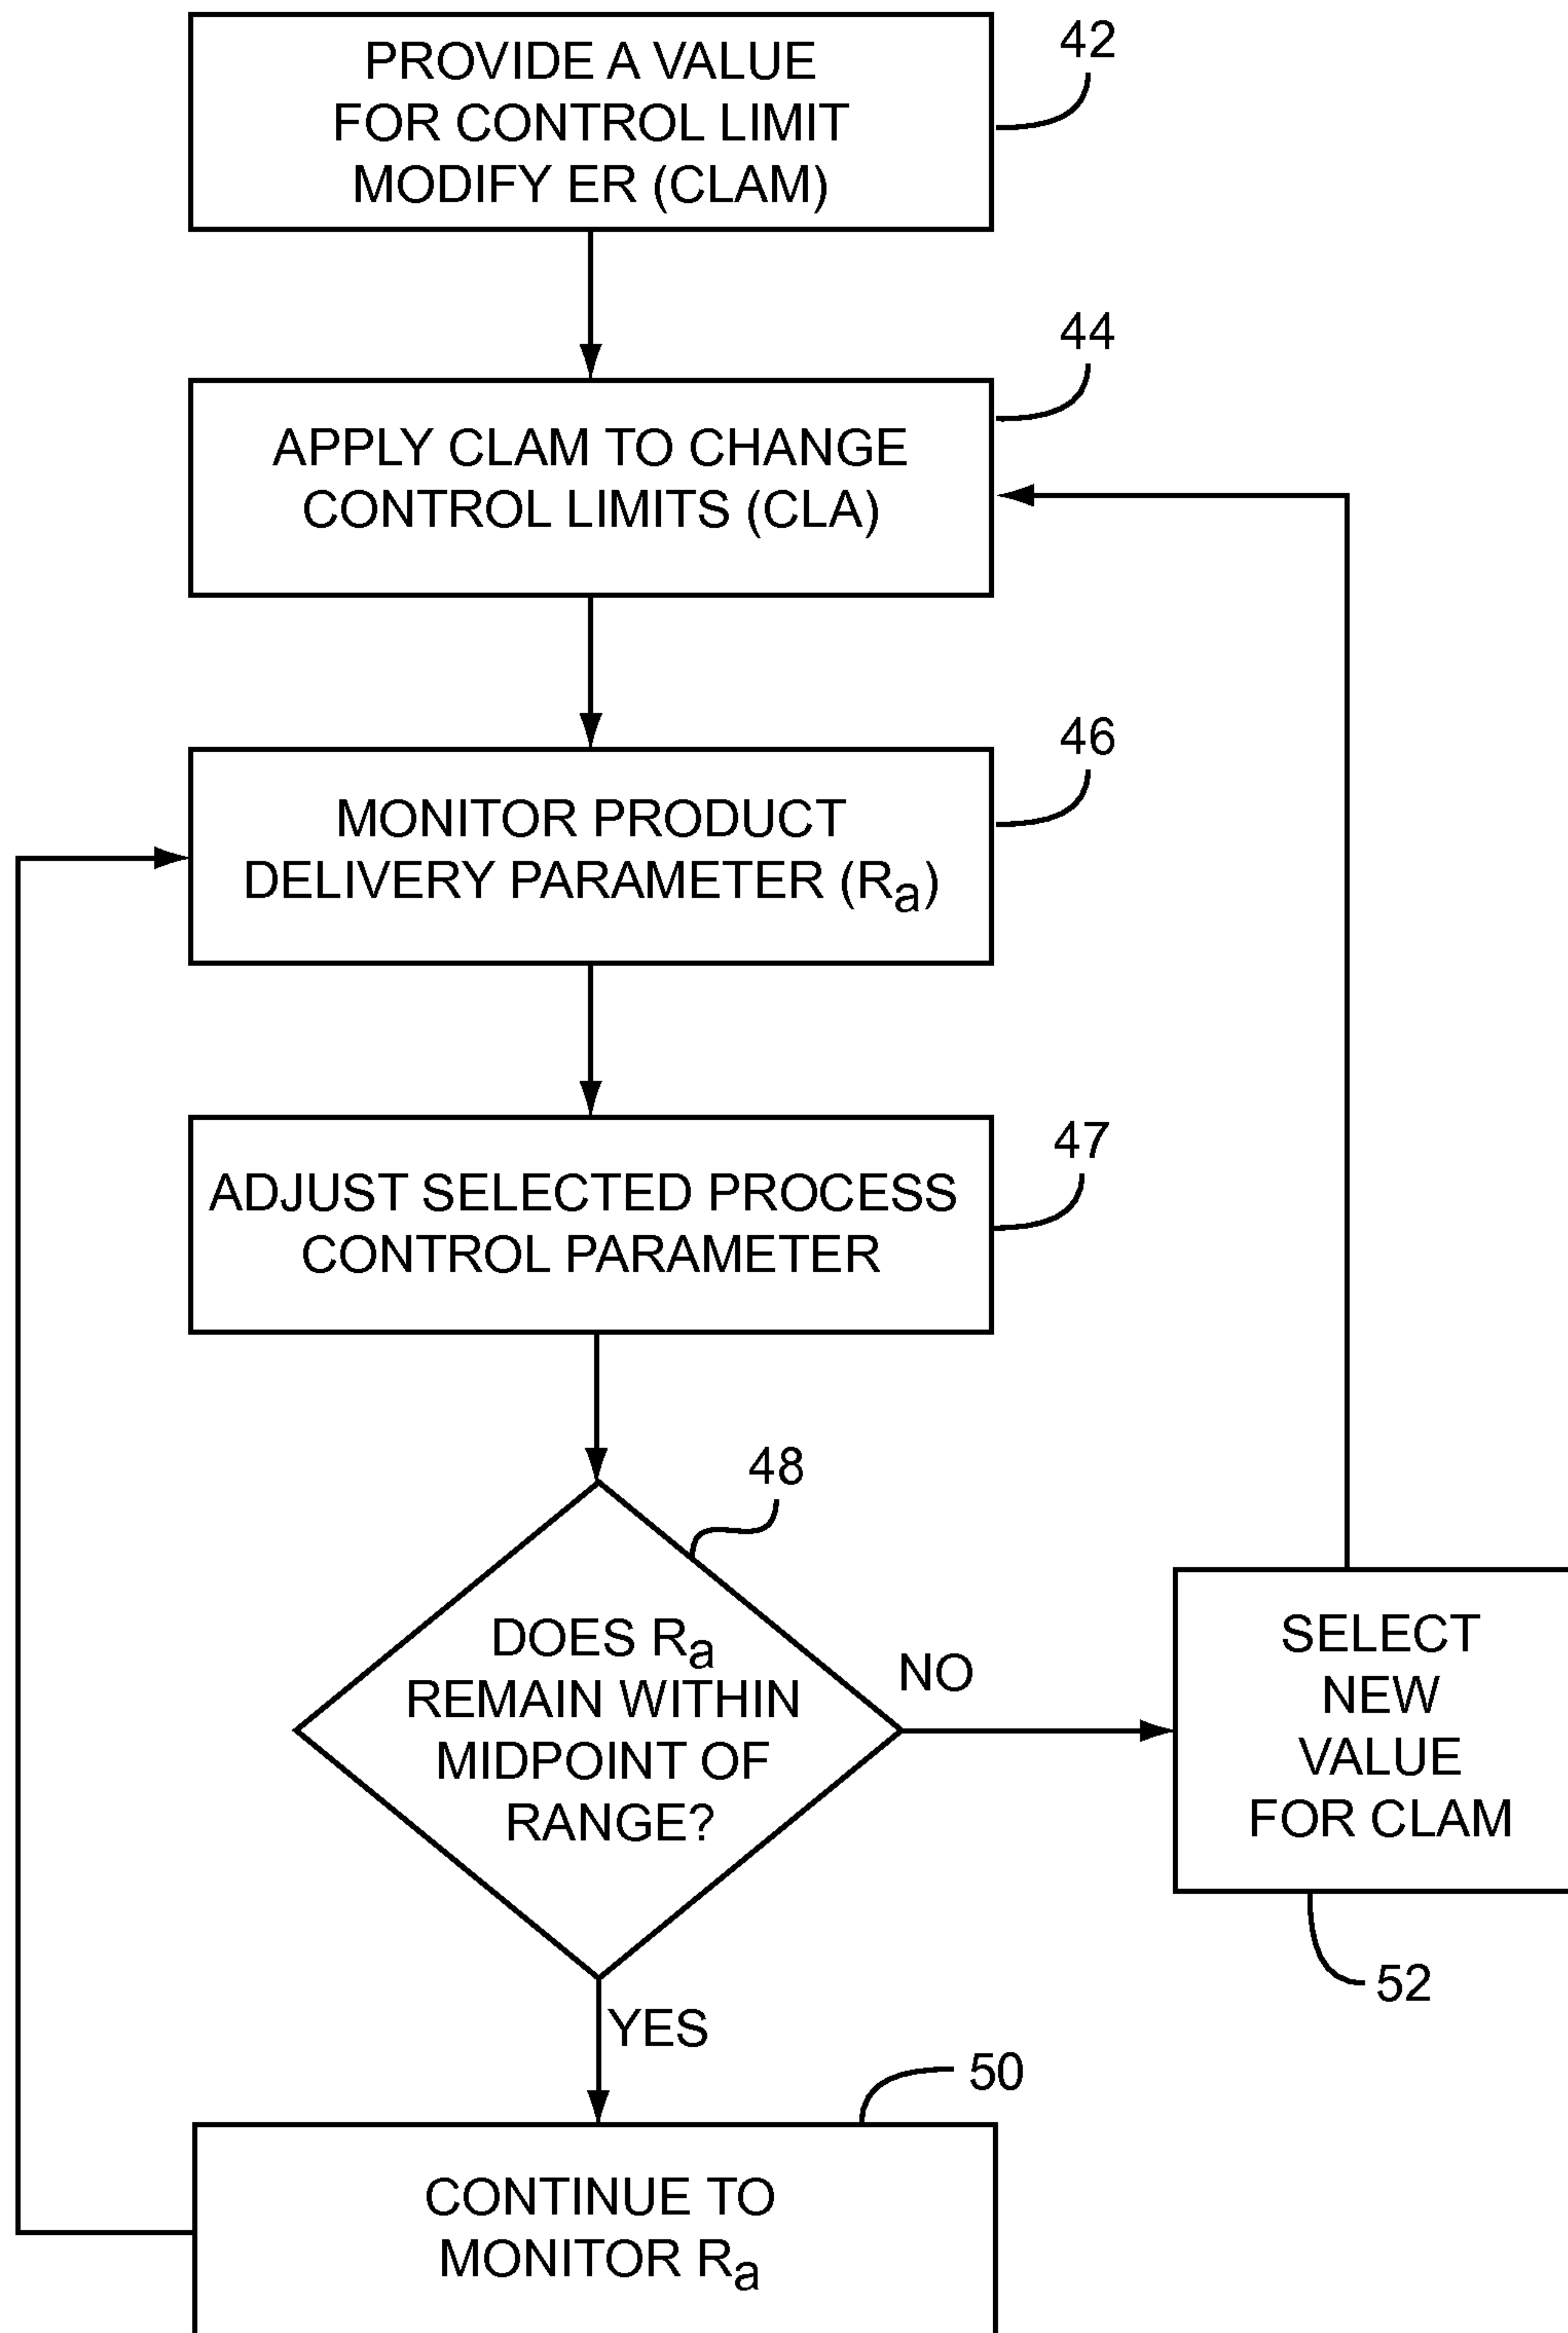 PROVIDE A VALUE
FOR CONTROL LIMIT
MODIFY ER (CLAM)
42
APPLY CLAM TO CHANGE
CONTROL LIMITS (CLA)
44
MONITOR PRODUCT
DELIVERY PARAMETER (Ra)
46
ADJUST SELECTED PROCESS
CONTROL PARAMETER
47
48
DOES Ra
REMAIN WITHIN
MIDPOINT OF
RANGE?
NO
SELECT
NEW
VALUE
FOR CLAM
52
YES
50
CONTINUE TO
MONITOR Ra